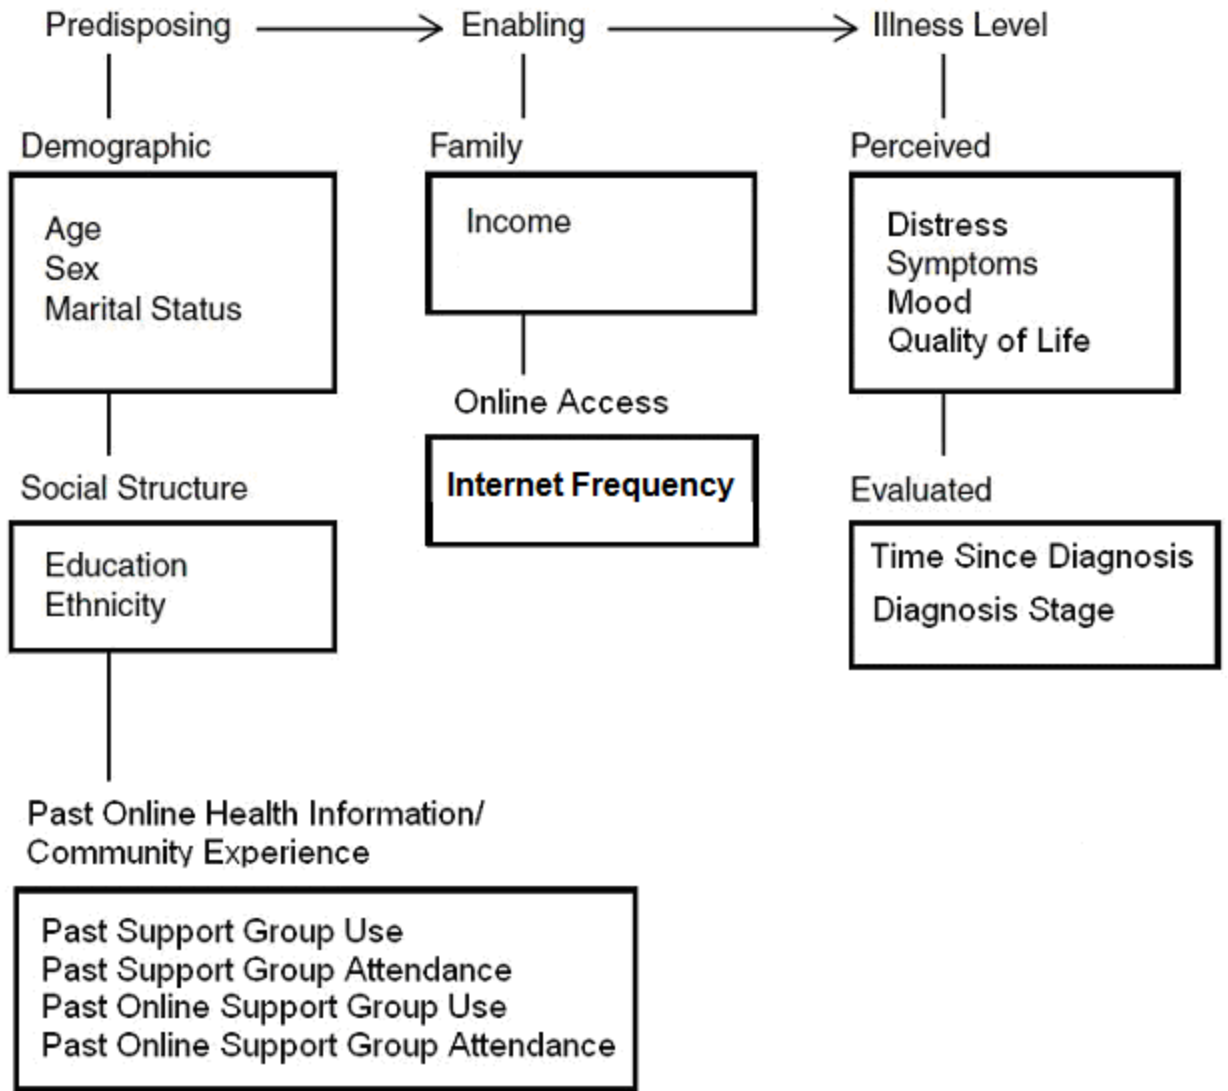 Predisposing
Enabling
Illness Level
Demographic
Age
Sex
Marital Status
Social Structure
Education
Ethnicity
Past Online Health Information/
Community Experience
Past Support Group Use
Past Support Group Attendance
Past Online Support Group Use
Past Online Support Group Attendance
Family
Income
Online Access
Internet Frequency
Perceived
Distress
Symptoms
Mood
Quality of Life
Evaluated
Time Since Diagnosis
Diagnosis Stage